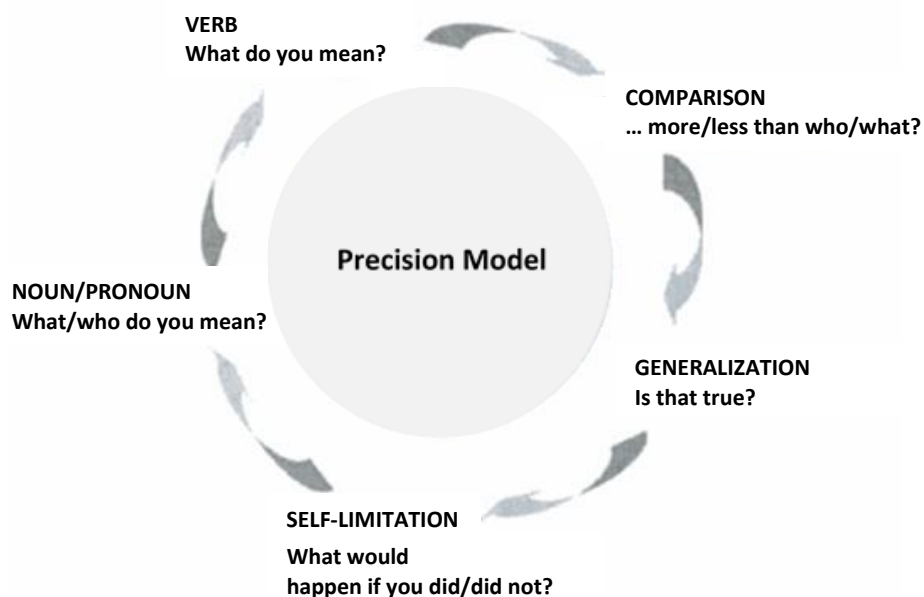 VERB
What do you mean?
COMPARISON
… more/less than who/what?
Precision Model
NOUN/PRONOUN
What/who do you mean?
GENERALIZATION
Is that true?
SELF-LIMITATION
What would
happen if you did/did not?